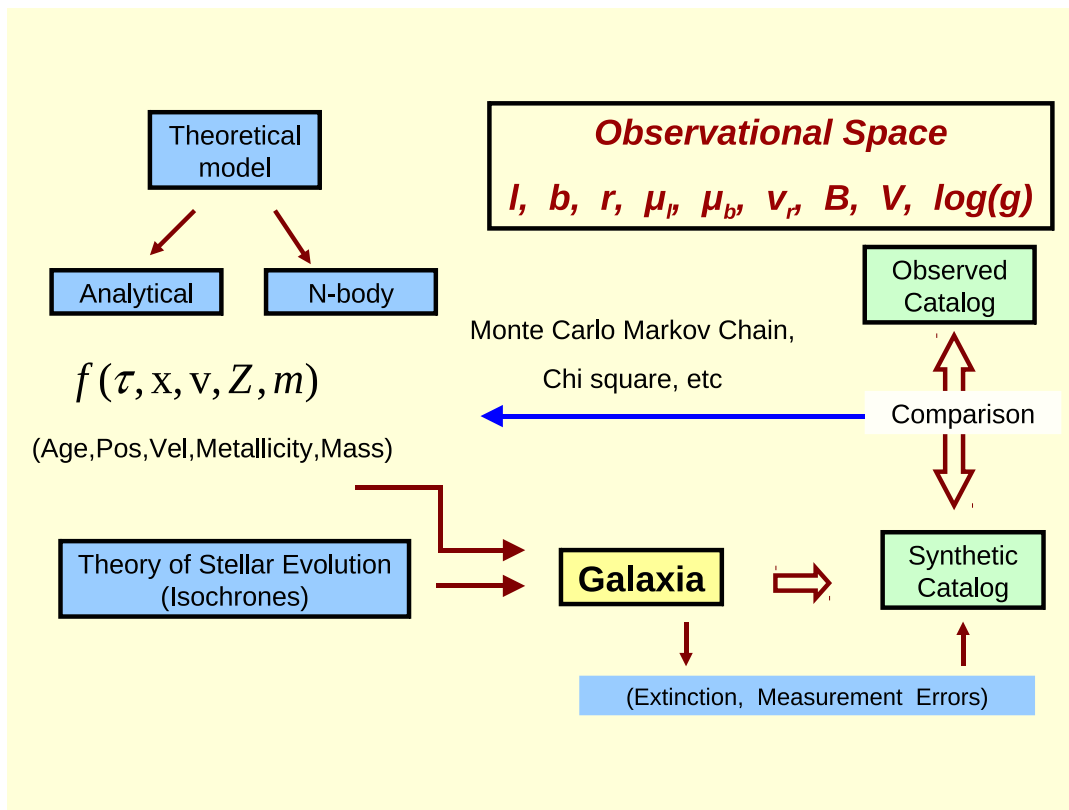 Theoretical
model
Observational Space
l, b, r, μl, μb, vr, B, V, log(g)
Analytical
N-body
Observed
Catalog
Monte Carlo Markov Chain,
Chi square, etc
f(τ, x, v, Z, m)
Comparison
(Age,Pos,Vel,Metallicity,Mass)
Theory of Stellar Evolution
(Isochrones)
Galaxia
Synthetic
Catalog
(Extinction, Measurement Errors)